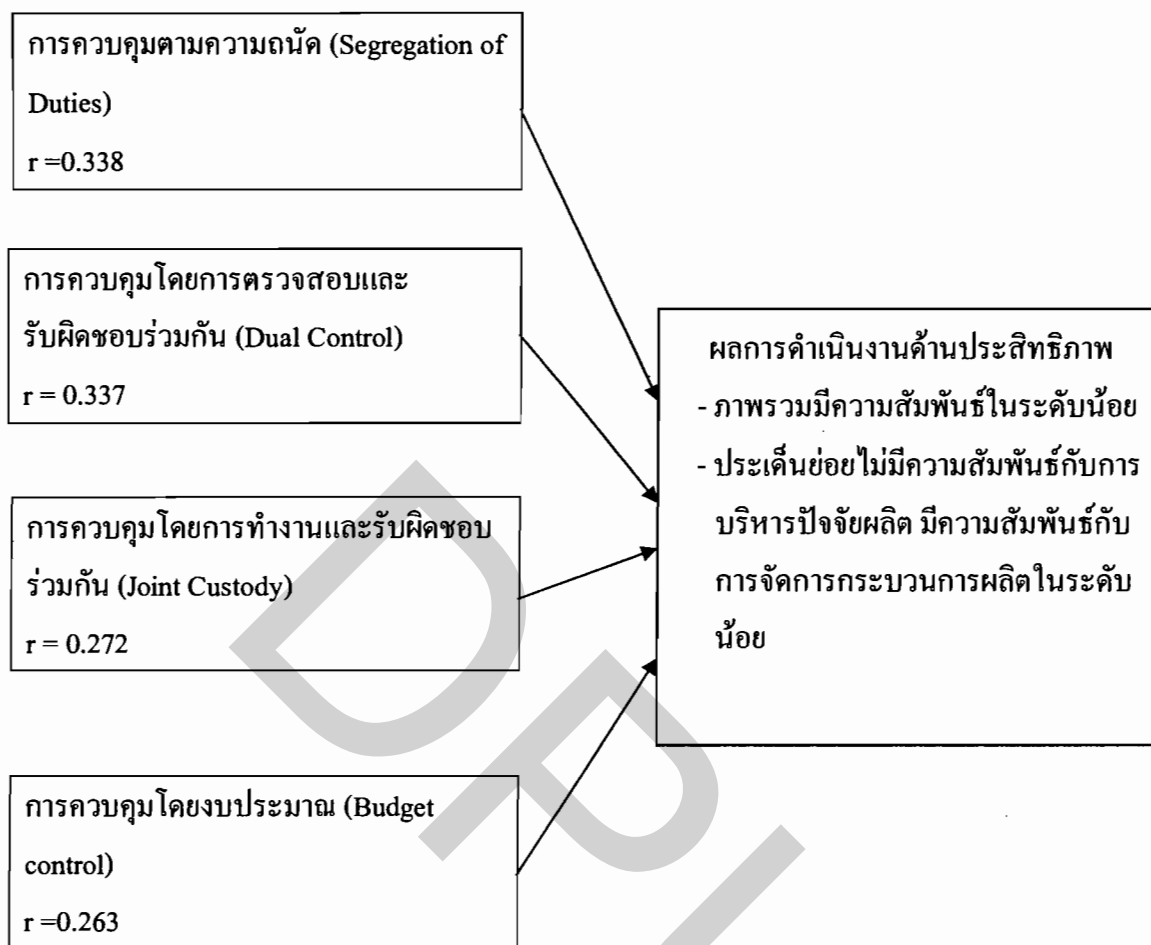 การควบคุมตามความถนัด (Segregation of
Duties)
r =0.338
การควบคุมโดยการตรวจสอบและ
รับผิดชอบร่วมกัน (Dual Control)
r = 0.337
การควบคุมโดยการทำงานและรับผิดชอบ
ร่วมกัน (Joint Custody)
r = 0.272
การควบคุมโดยงบประมาณ (Budget
control)
r =0.263
ผลการดำเนินงานด้านประสิทธิภาพ
- ภาพรวมมีความสัมพันธ์ในระดับน้อย
- ประเด็นย่อยไม่มีความสัมพันธ์กับการ
บริหารปัจจัยผลิต มีความสัมพันธ์กับ
การจัดการกระบวนการผลิตในระดับ
น้อย